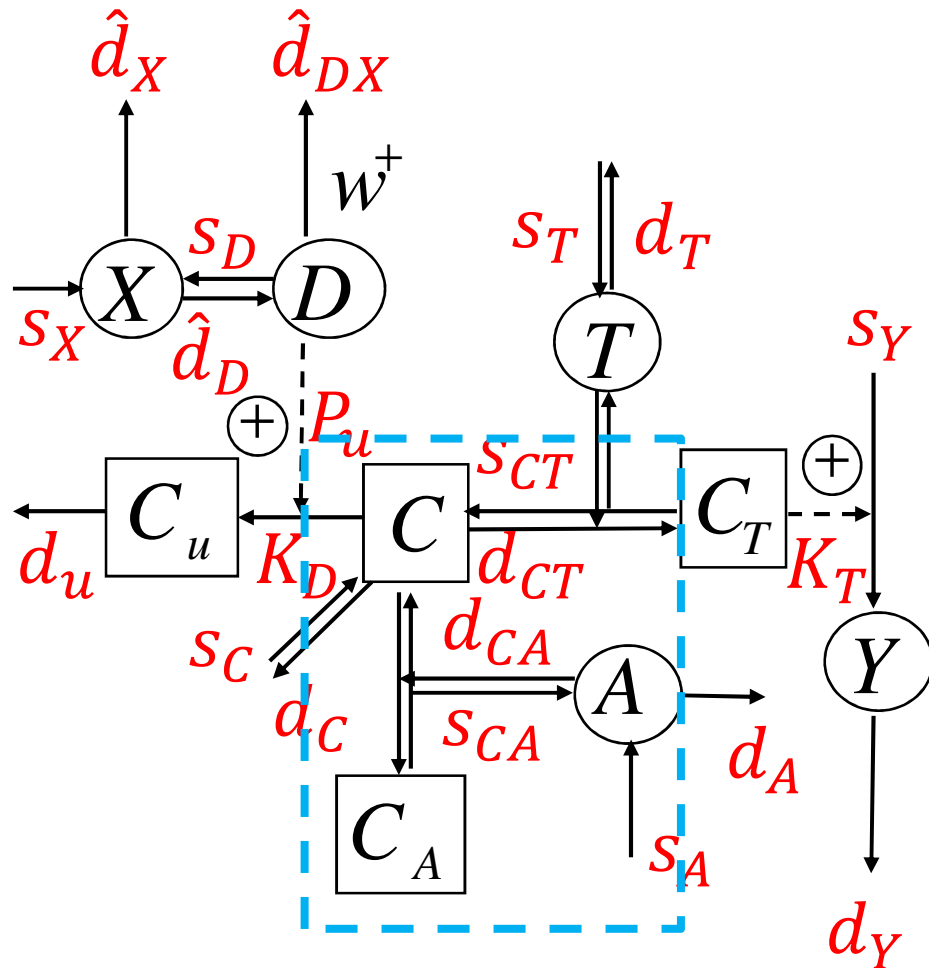 d̂_X
d̂_DX
w^+
s_D
X
D
s_X
d̂_D
s_T
d_T
T
s_Y
+
P_u
s_CT
+
C_u
C
C_T
d_u
K_D
d_CT
K_T
s_C
d_CA
d_C
s_CA
A
Y
d_A
C_A
s_A
d_Y